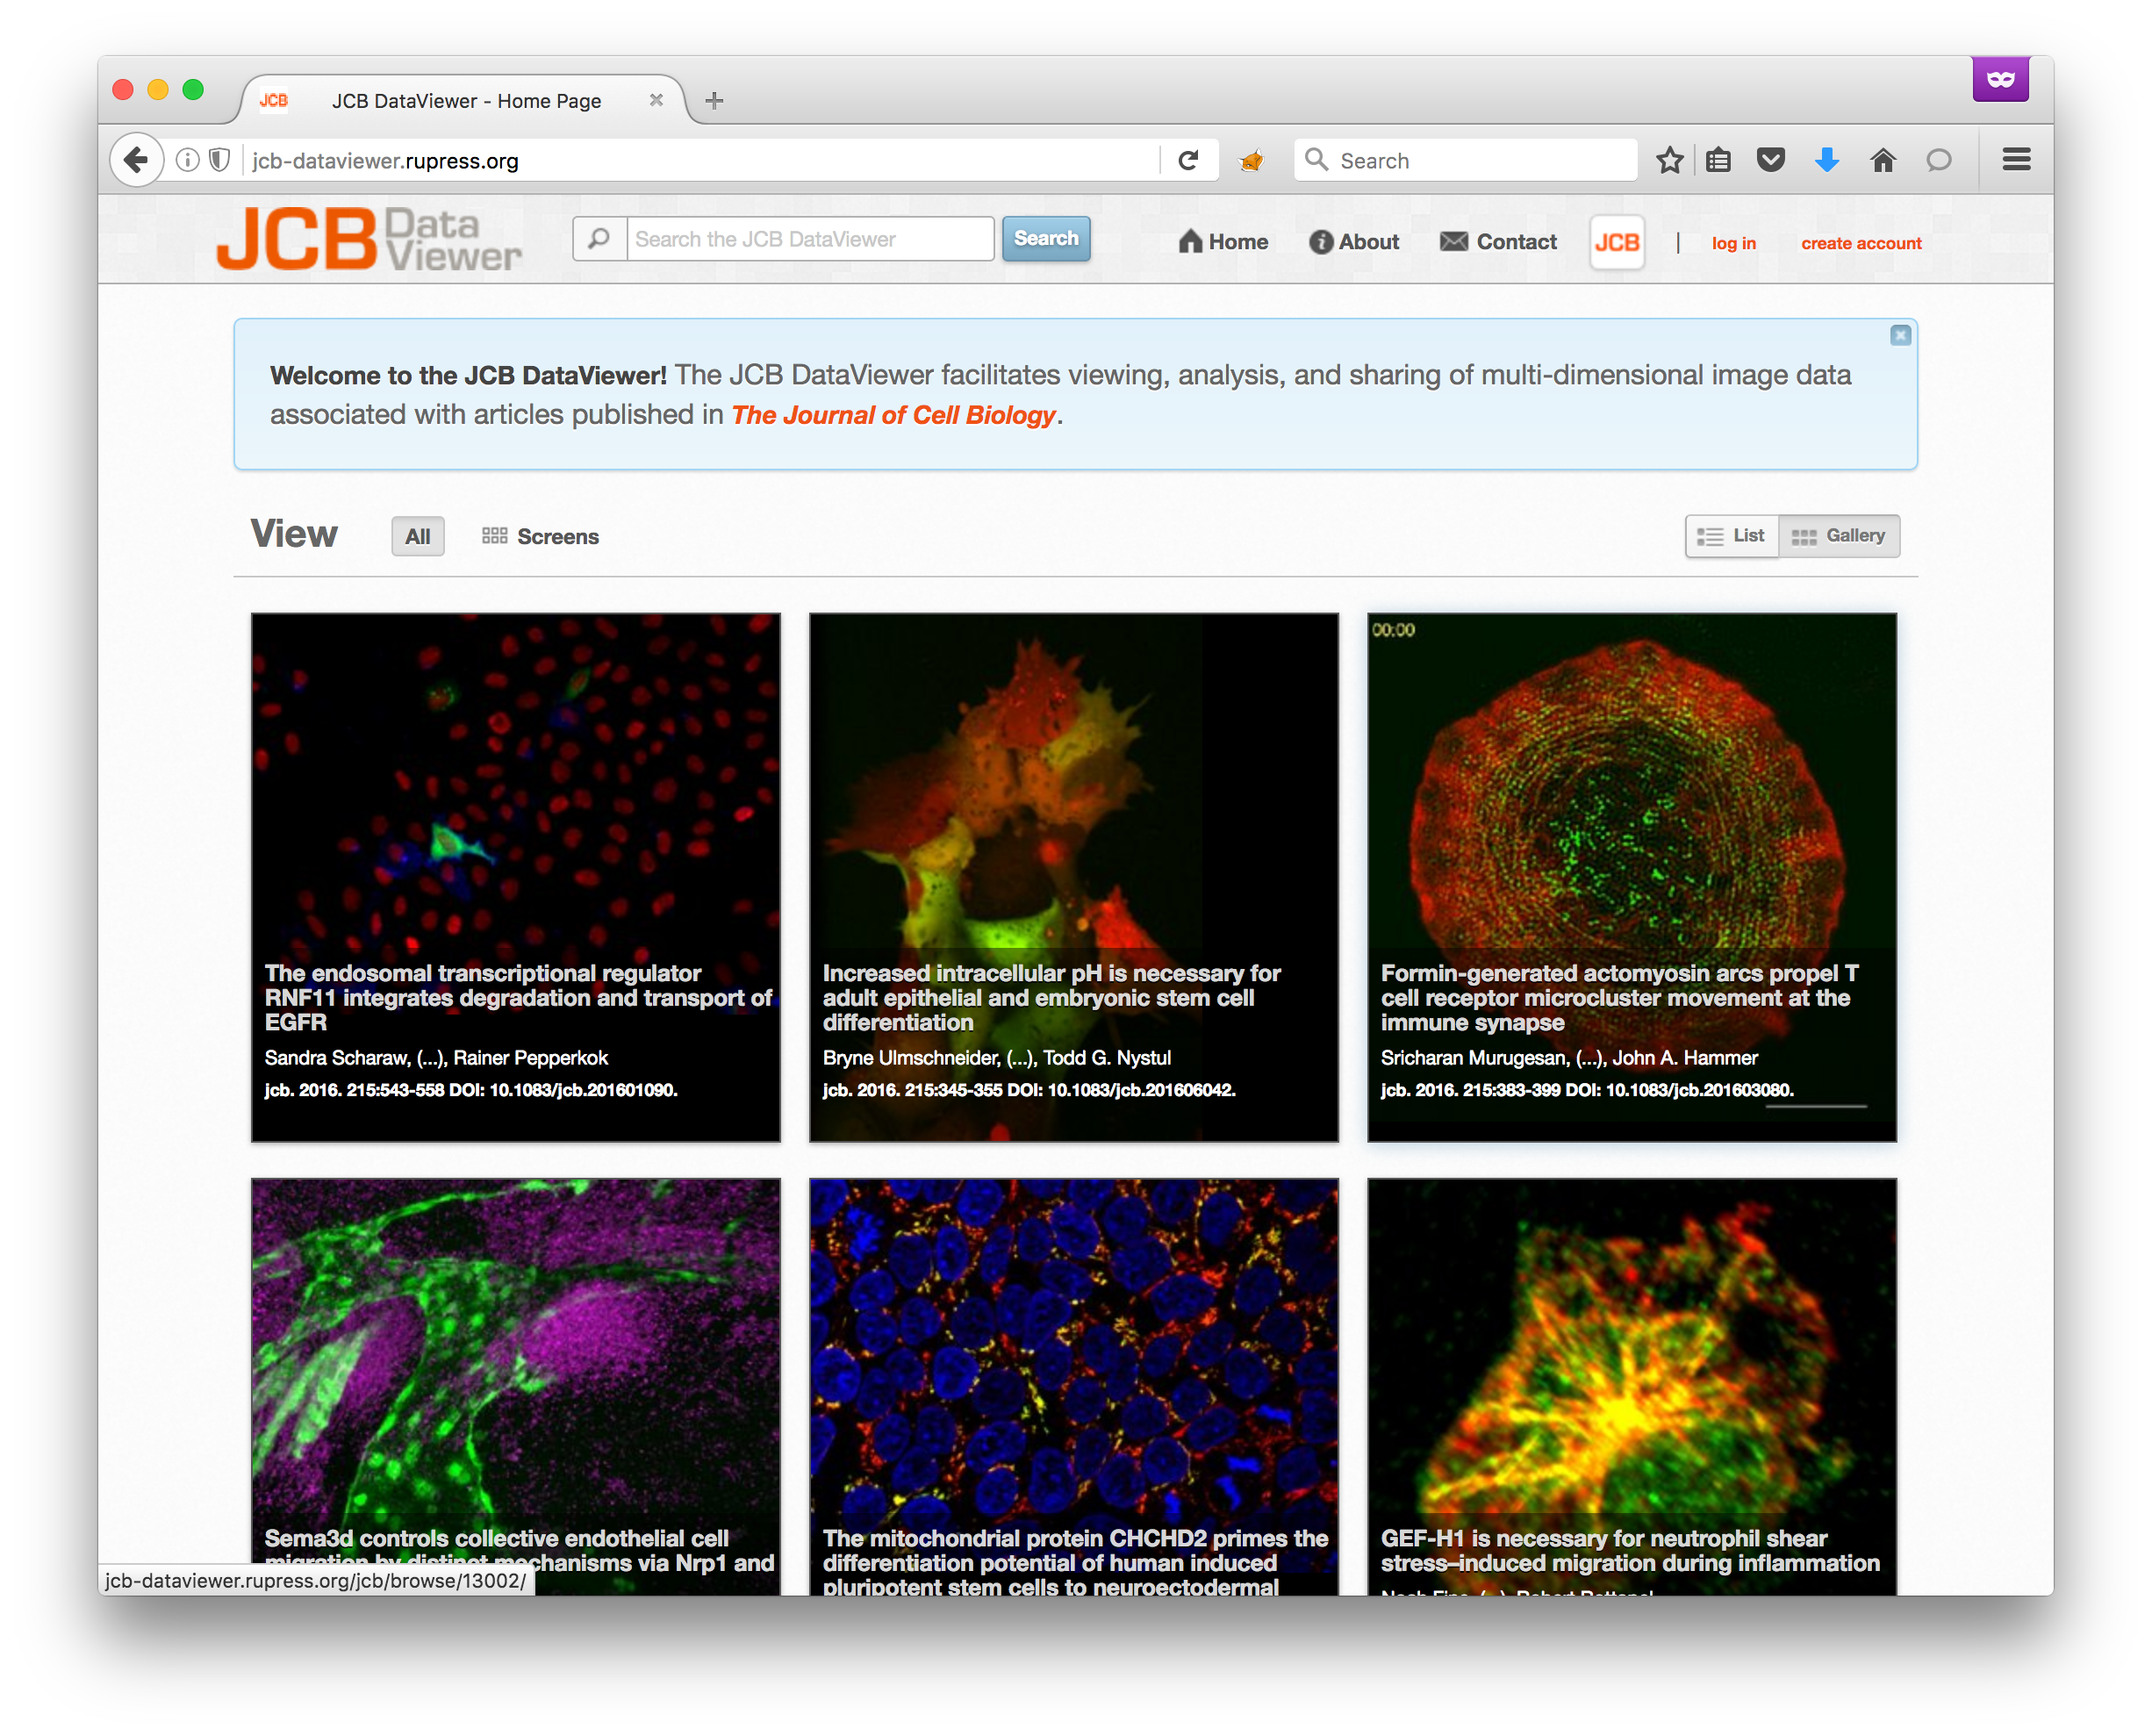 JCB JCB DataViewer - Home Page
jcb-dataviewer.rupress.org Search
JCB Data Viewer
Search the JCB DataViewer Search Home About Contact JCB | log in create account
Welcome to the JCB DataViewer! The JCB DataViewer facilitates viewing, analysis, and sharing of multi-dimensional image data
associated with articles published in The Journal of Cell Biology.
View All Screens List Gallery
The endosomal transcriptional regulator
RNF11 integrates degradation and transport of
EGFR
Sandra Scharaw, (...), Rainer Pepperkok
jcb. 2016. 215:543-558 DOI: 10.1083/jcb.201601090.
Increased intracellular pH is necessary for
adult epithelial and embryonic stem cell
differentiation
Bryne Ulmschneider, (...), Todd G. Nystul
jcb. 2016. 215:345-355 DOI: 10.1083/jcb.201606042.
00:00
Formin-generated actomyosin arcs propel T
cell receptor microcluster movement at the
immune synapse
Sricharan Murugesan, (...), John A. Hammer
jcb. 2016. 215:383-399 DOI: 10.1083/jcb.201603080.
Sema3d controls collective endothelial cell
migration by distinct mechanisms via Nrp1 and
The mitochondrial protein CHCHD2 primes the
differentiation potential of human induced
pluripotent stem cells to neuroectodermal
GEF-H1 is necessary for neutrophil shear
stress–induced migration during inflammation
jcb-dataviewer.rupress.org/jcb/browse/13002/